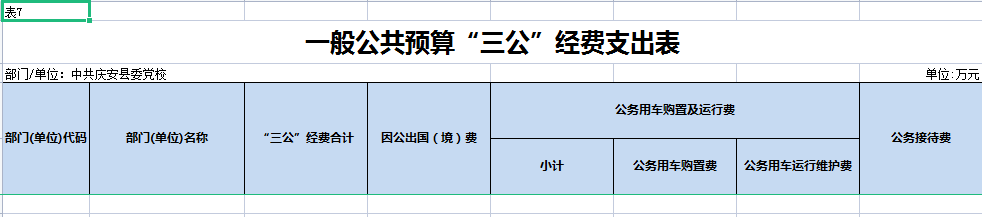 表7
一般公共预算“三公”经费支出表
部门/单位：中共庆安县委党校 单位:万元
部门(单位)代码 部门(单位)名称 “三公”经费合计 因公出国（境）费 公务用车购置及运行费 公务接待费
小计 公务用车购置费 公务用车运行维护费